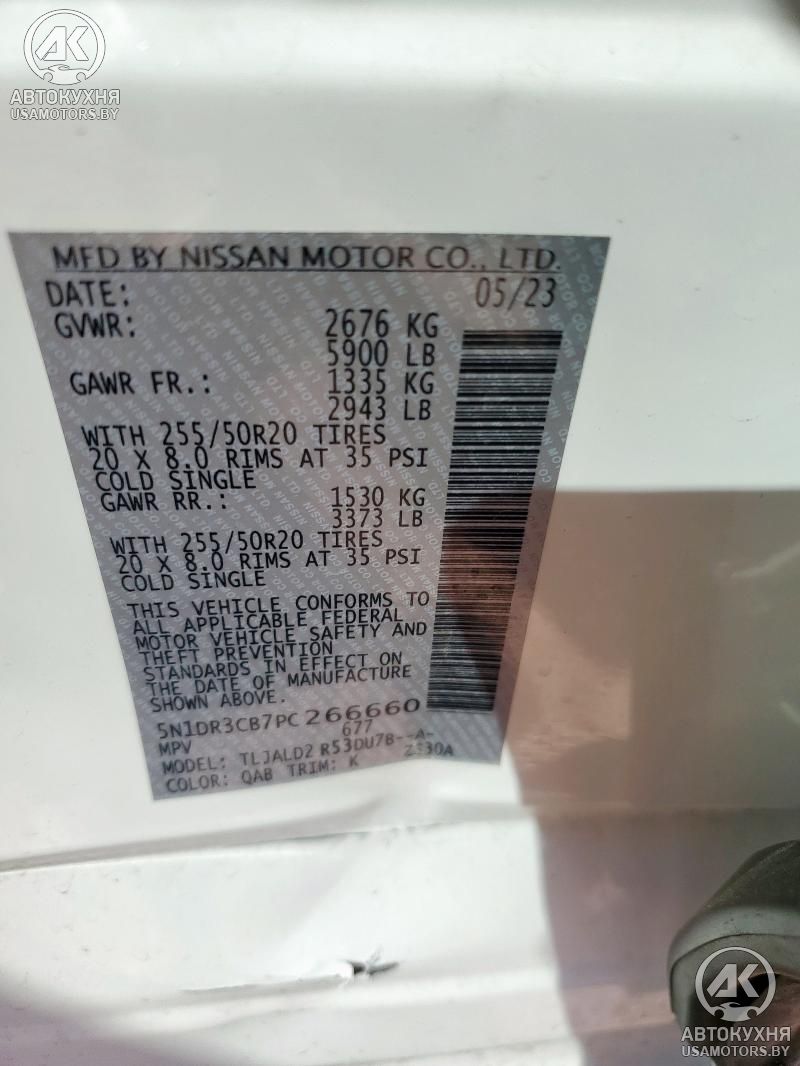 AK
АВТОКУХНЯ
USAMOTORS.BY
MFD BY NISSAN MOTOR CO., LTD.
DATE: 05/23
GVWR: 2676 KG
5900 LB
GAWR FR.: 1335 KG
2943 LB
WITH 255/50R20 TIRES
20 X 8.0 RIMS AT 35 PSI
COLD SINGLE
GAWR RR.: 1530 KG
3373 LB
WITH 255/50R20 TIRES
20 X 8.0 RIMS AT 35 PSI
COLD SINGLE
THIS VEHICLE CONFORMS TO
ALL APPLICABLE FEDERAL
MOTOR VEHICLE SAFETY AND
THEFT PREVENTION
STANDARDS IN EFFECT ON
THE DATE OF MANUFACTURE
SHOWN ABOVE.
5N1DR3CB7PC266660
MPV 677
MODEL: TLJALD2 R53DU7B--A-
COLOR: QAB TRIM: K
AK
АВТОКУХНЯ
USAMOTORS.BY